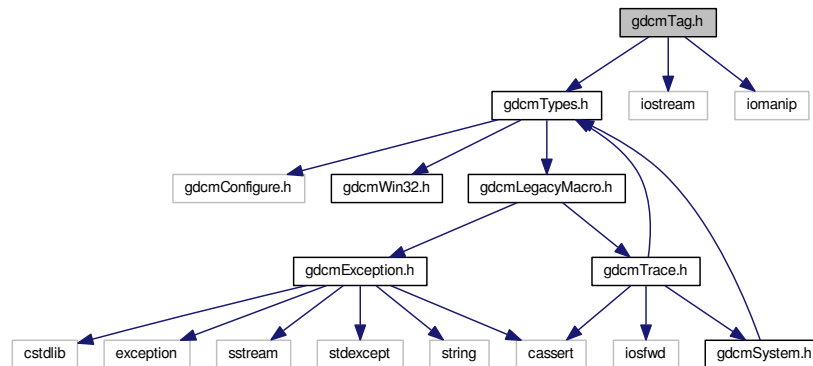 gdcmTag.h
gdcmTypes.h
iostream
iomanip
gdcmConfigure.h
gdcmWin32.h
gdcmLegacyMacro.h
gdcmException.h
gdcmTrace.h
cstdlib
exception
sstream
stdexcept
string
cassert
iosfwd
gdcmSystem.h